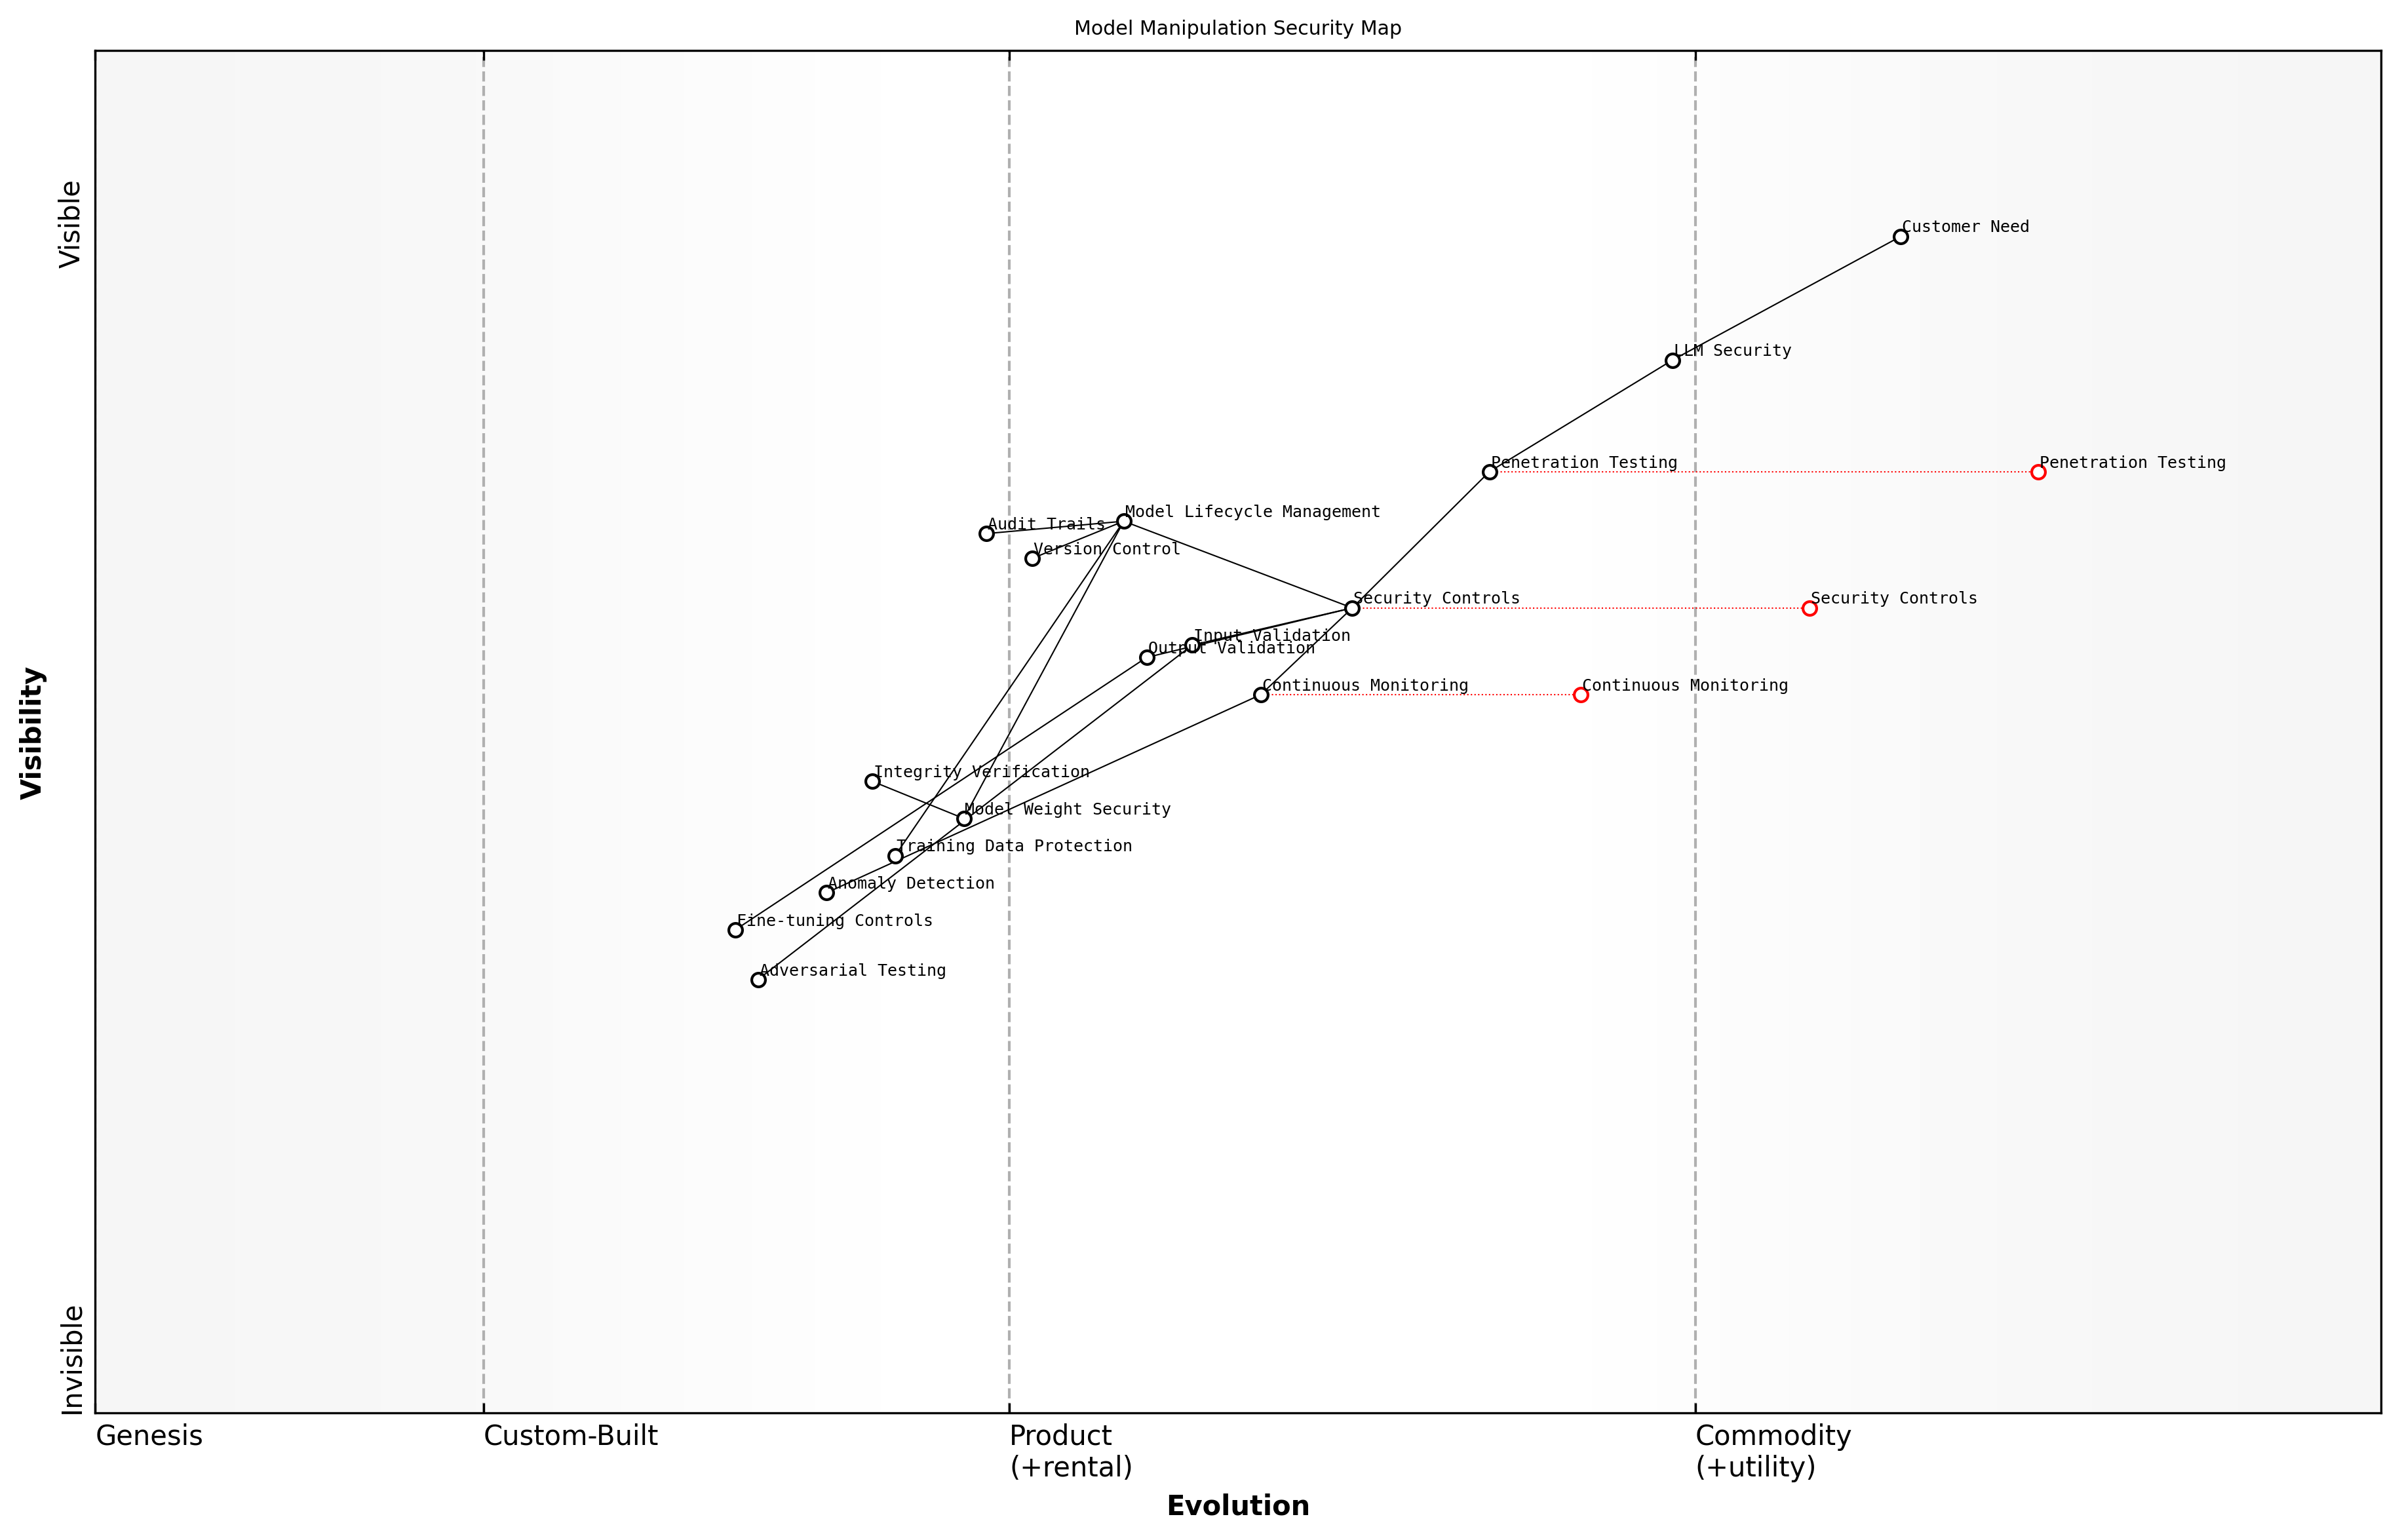 Model Manipulation Security Map
Visible
Customer Need
LLM Security
Penetration Testing
Penetration Testing
Model Lifecycle Management
Audit Trails
Version Control
Security Controls
Security Controls
Input Validation
Output Validation
Continuous Monitoring
Continuous Monitoring
Visibility
Integrity Verification
Model Weight Security
Training Data Protection
Anomaly Detection
Fine-tuning Controls
Adversarial Testing
Invisible
Genesis
Custom-Built
Product
(+rental)
Commodity
(+utility)
Evolution